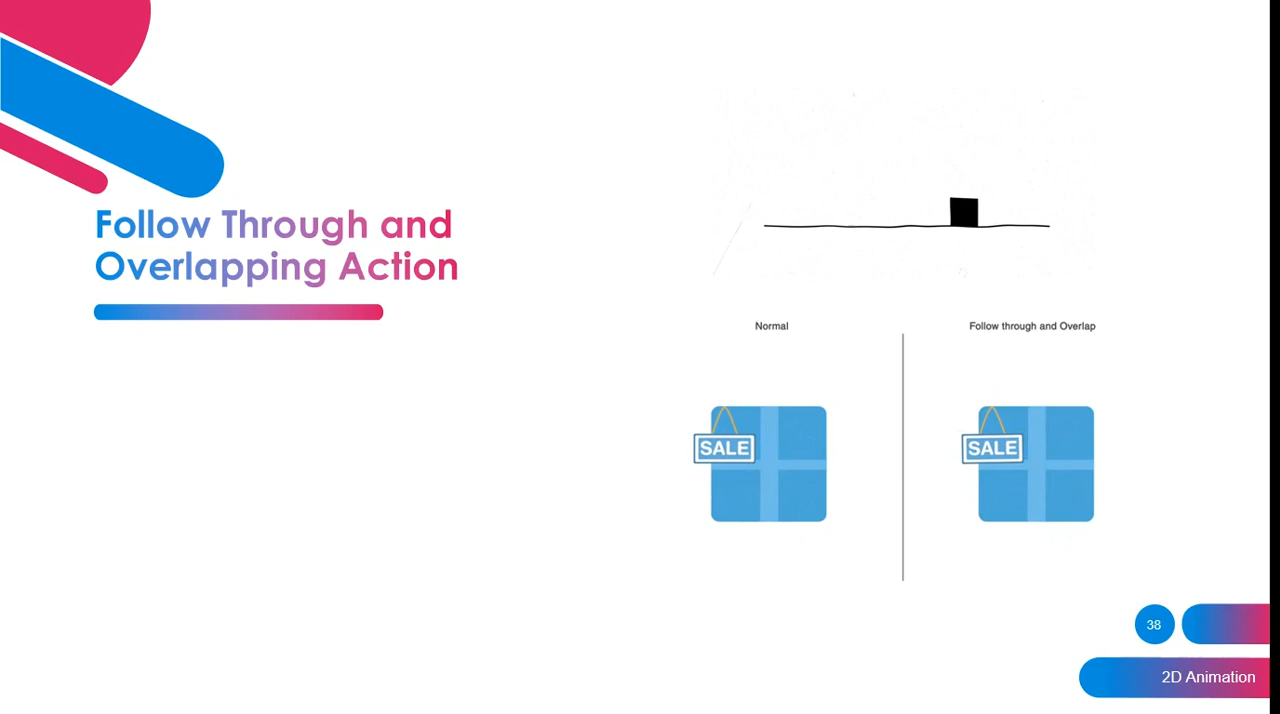 Follow Through and
Overlapping Action
Normal
Follow through and Overlap
SALE
SALE
38
2D Animation